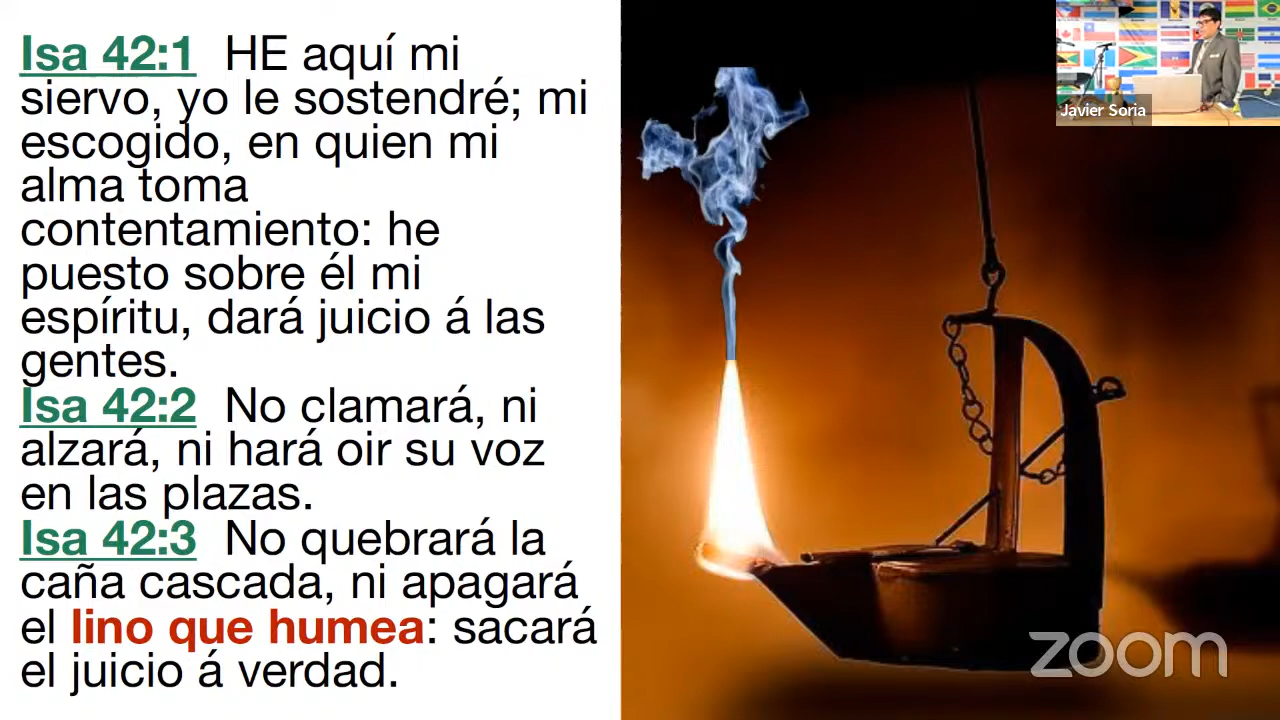 Isa 42:1 HE aquí mi
siervo, yo le sostendré; mi
escogido, en quien mi
alma toma
contentamiento: he
puesto sobre él mi
espíritu, dará juicio á las
gentes.
Isa 42:2 No clamará, ni
alzará, ni hará oir su voz
en las plazas.
Isa 42:3 No quebrará la
caña cascada, ni apagará
el lino que humea: sacará
el juicio á verdad.
Javier Soria
zoom